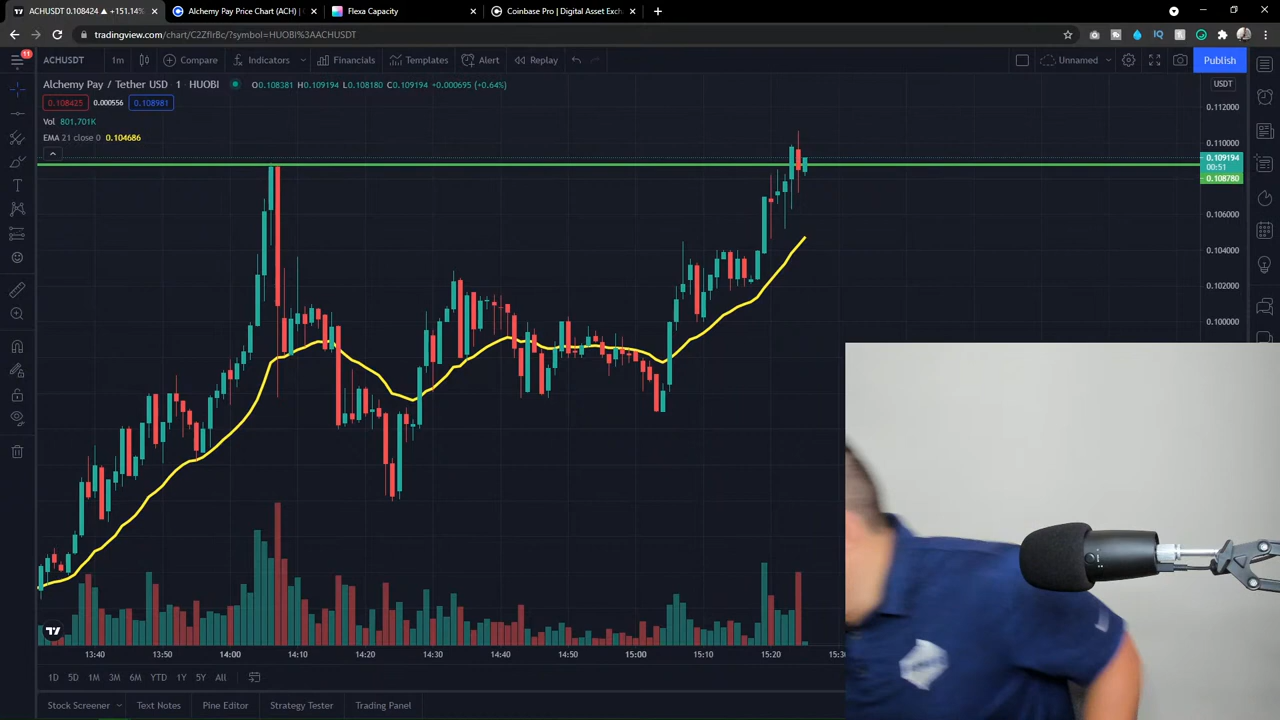 ACHUSDT 0.108424 ▲ +151.14%
Alchemy Pay Price Chart (ACH) |
Flexa Capacity
Coinbase Pro | Digital Asset Exch
tradingview.com/chart/C2ZfIrBc/?symbol=HUOBI%3AACHUSDT
11
ACHUSDT
1m
Compare
Indicators
Financials
Templates
Alert
Replay
Unnamed
Publish
Alchemy Pay / Tether USD · 1 · HUOBI
O0.108381 H0.109194 L0.108180 C0.109194 +0.000695 (+0.64%)
USDT
0.108425 0.000556 0.108981
Vol 801.701K
EMA 21 close 0 0.104686
0.112000
0.110000
0.109194
00:51
0.108780
0.106000
0.104000
0.102000
0.100000
13:40 13:50 14:00 14:10 14:20 14:30 14:40 14:50 15:00 15:10 15:20
1D 5D 1M 3M 6M YTD 1Y 5Y All
Stock Screener
Text Notes
Pine Editor
Strategy Tester
Trading Panel